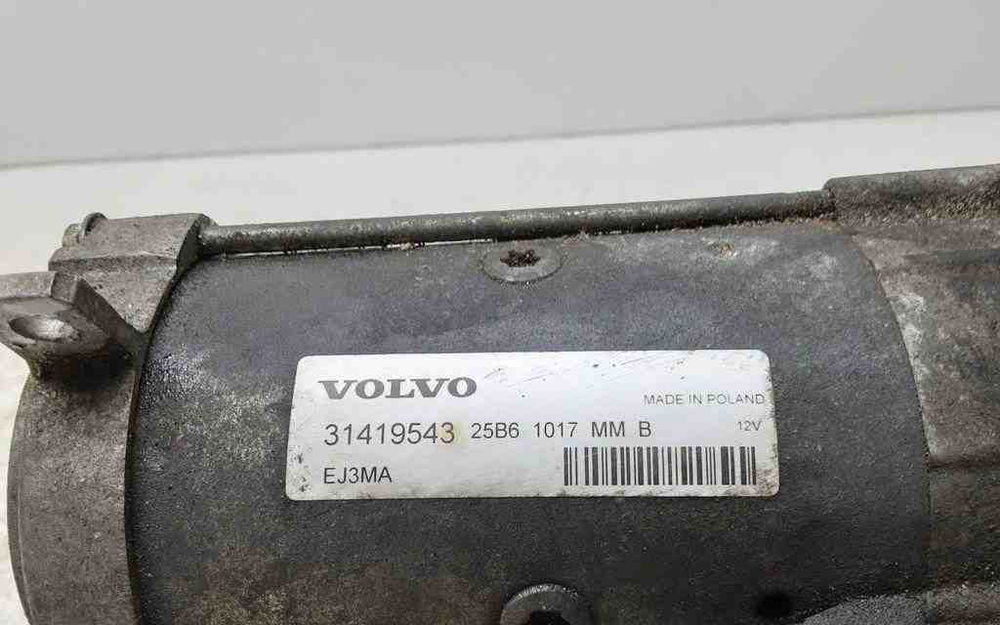 VOLVO
MADE IN POLAND
31419543 25B6 1017 MM B 12V
EJ3MA